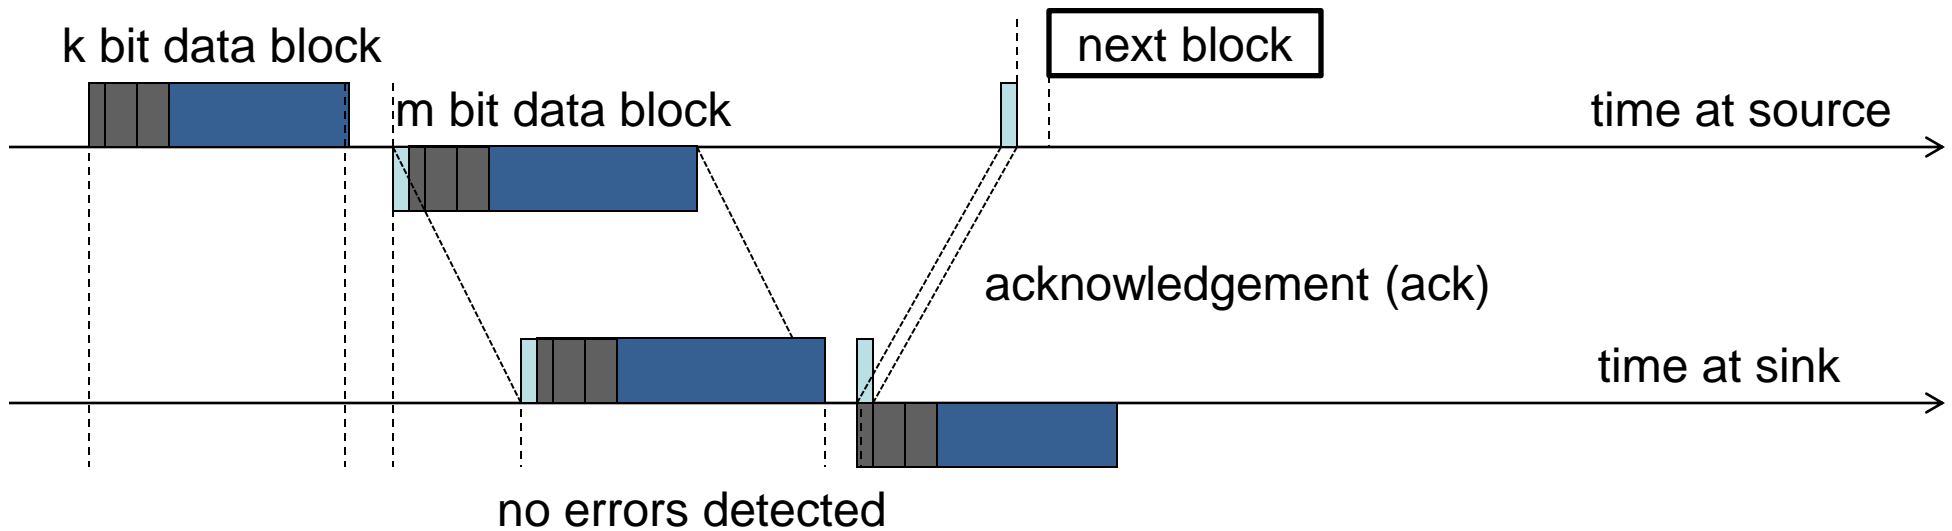 k bit data block
next block
m bit data block
time at source
acknowledgement (ack)
time at sink
no errors detected